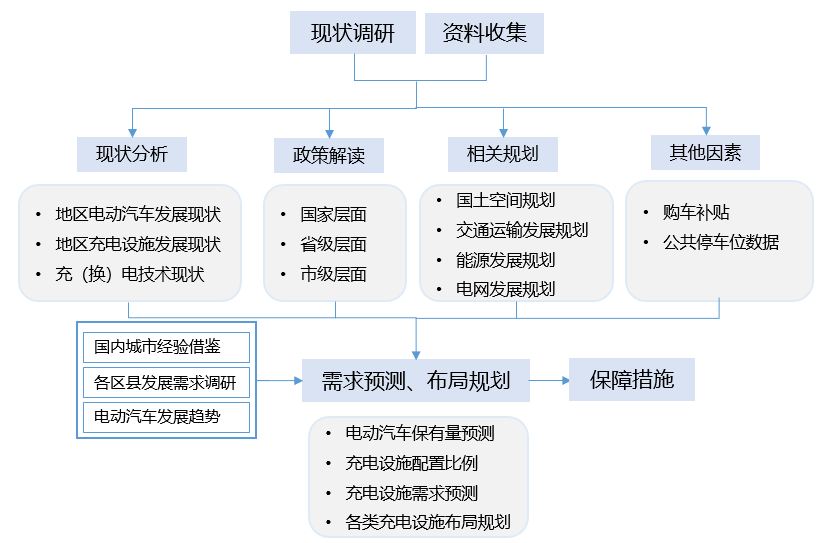 现状调研
资料收集
现状分析
政策解读
相关规划
其他因素
• 地区电动汽车发展现状
• 地区充电设施发展现状
• 充（换）电技术现状
• 国家层面
• 省级层面
• 市级层面
• 国土空间规划
• 交通运输发展规划
• 能源发展规划
• 电网发展规划
• 购车补贴
• 公共停车位数据
国内城市经验借鉴
各区县发展需求调研
电动汽车发展趋势
需求预测、布局规划
保障措施
• 电动汽车保有量预测
• 充电设施配置比例
• 充电设施需求预测
• 各类充电设施布局规划